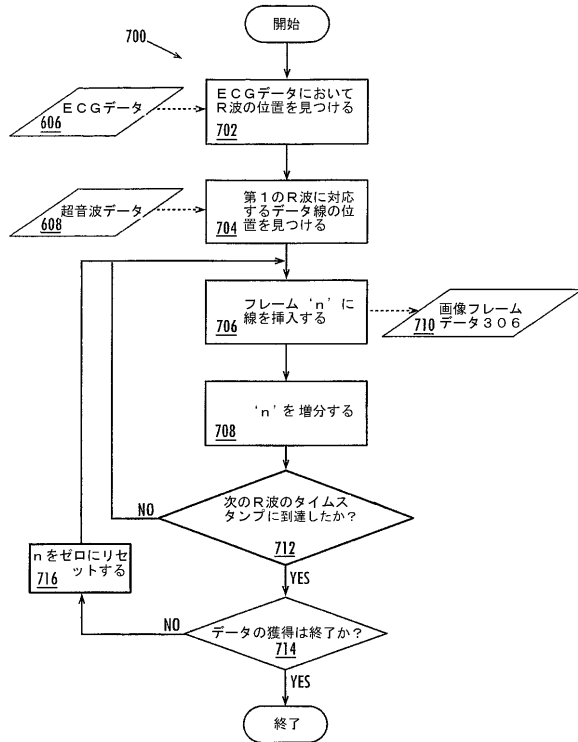 開始
700
ECGデータにおいて
R波の位置を見つける
702
ECGデータ
606
第1のR波に対応
するデータ線の位
置を見つける
704
超音波データ
608
フレーム‘n’に
線を挿入する
706
画像フレーム
データ306
710
‘n’を増分する
708
次のR波のタイムス
タンプに到達したか?
712
NO
YES
nをゼロにリセ
ットする
716
データの獲得は終了か?
714
NO
YES
終了